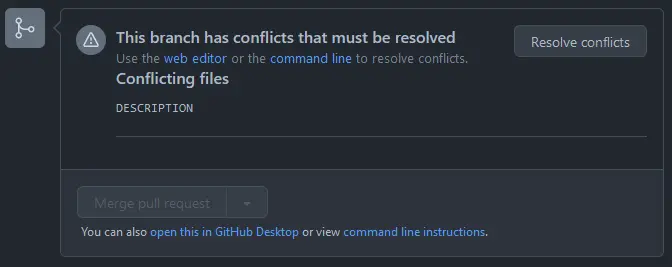 This branch has conflicts that must be resolved
Resolve conflicts
Use the web editor or the command line to resolve conflicts.
Conflicting files
DESCRIPTION
Merge pull request
You can also open this in GitHub Desktop or view command line instructions.